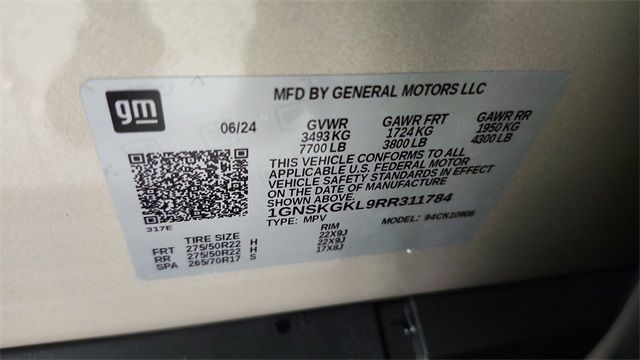 gm
MFD BY GENERAL MOTORS LLC
06/24 GVWR GAWR FRT GAWR RR
3493 KG 1724 KG 1950 KG
7700 LB 3800 LB 4300 LB
THIS VEHICLE CONFORMS TO ALL
APPLICABLE U.S. FEDERAL MOTOR
VEHICLE SAFETY STANDARDS IN EFFECT
ON THE DATE OF MANUFACTURE
SHOWN ABOVE.
1GNSKGKL9RR311784
317E
TYPE: MPV MODEL: 94CK10906
TIRE SIZE RIM
FRT 275/50R22 H 22X9J
RR 275/50R22 H 22X9J
SPA 265/70R17 S 17X8J